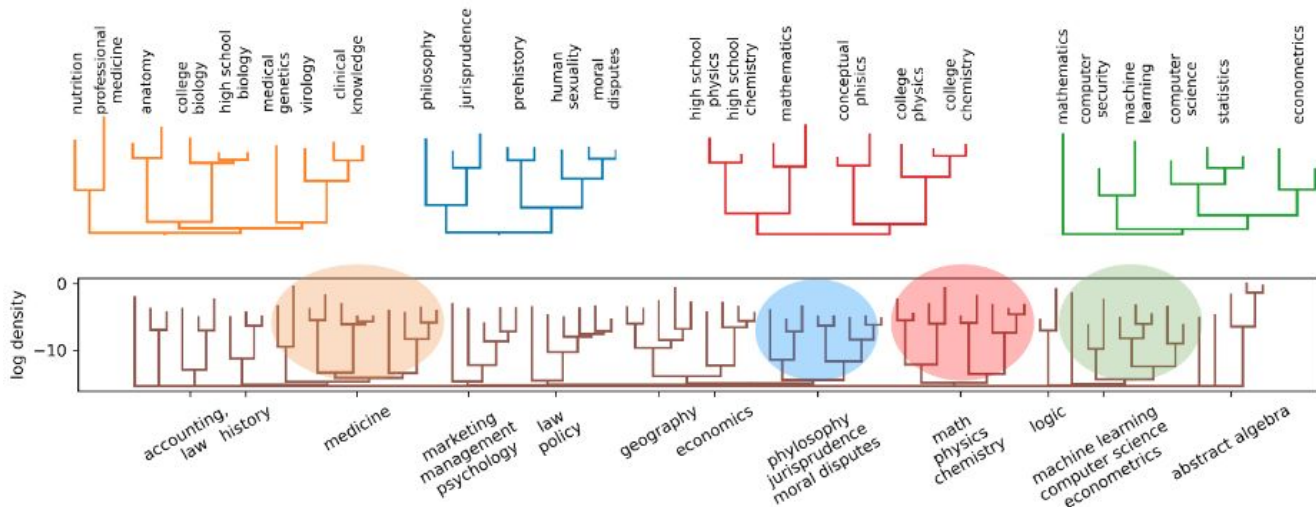 nutrition
professional
medicine
anatomy
college
biology
high school
biology
medical
genetics
virology
clinical
knowledge
philosophy
jurisprudence
prehistory
human
sexuality
moral
disputes
high school
physics
high school
chemistry
mathematics
conceptual
phisics
college
physics
college
chemistry
mathematics
computer
security
machine
learning
computer
science
statistics
econometrics
log density
0
−10
accounting,
law
history
medicine
marketing
management
psychology
law
policy
geography
economics
phylosophy
jurisprudence
moral disputes
math
physics
chemistry
logic
machine learning
computer science
econometrics
abstract algebra